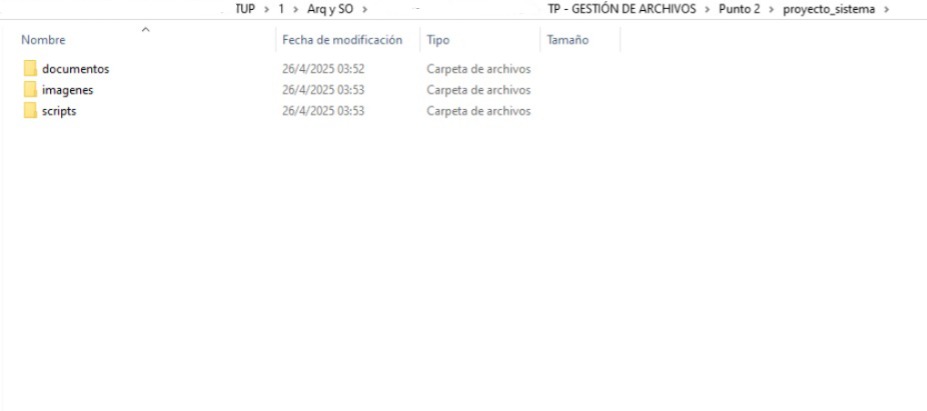 TUP > 1 > Arq y SO > TP - GESTIÓN DE ARCHIVOS > Punto 2 > proyecto_sistema >
Nombre Fecha de modificación Tipo Tamaño
documentos 26/4/2025 03:52 Carpeta de archivos
imagenes 26/4/2025 03:53 Carpeta de archivos
scripts 26/4/2025 03:53 Carpeta de archivos